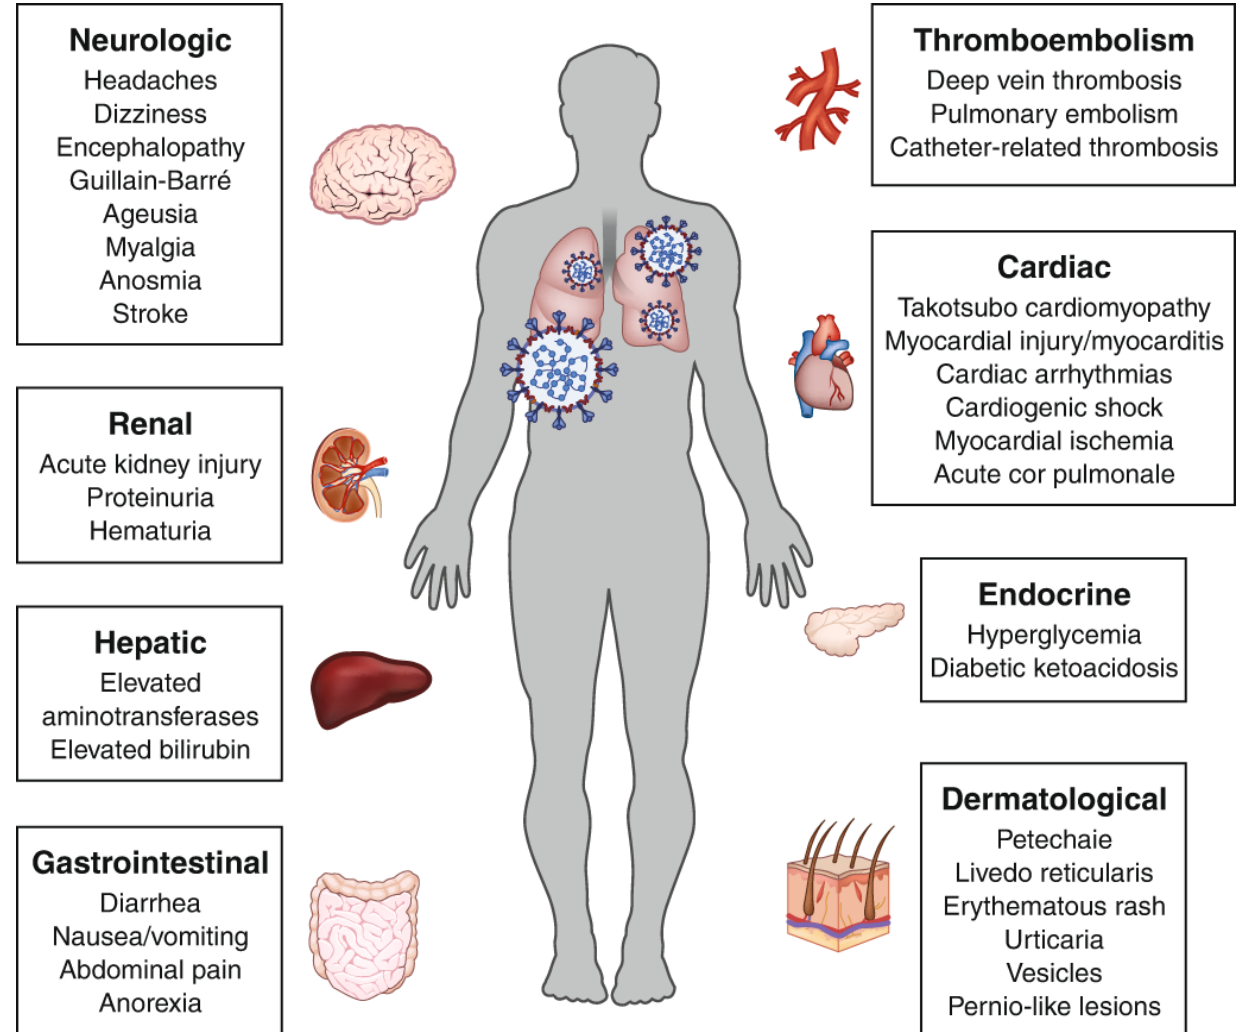 Neurologic
Headaches
Dizziness
Encephalopathy
Guillain-Barré
Ageusia
Myalgia
Anosmia
Stroke
Renal
Acute kidney injury
Proteinuria
Hematuria
Hepatic
Elevated
aminotransferases
Elevated bilirubin
Gastrointestinal
Diarrhea
Nausea/vomiting
Abdominal pain
Anorexia
Thromboembolism
Deep vein thrombosis
Pulmonary embolism
Catheter-related thrombosis
Cardiac
Takotsubo cardiomyopathy
Myocardial injury/myocarditis
Cardiac arrhythmias
Cardiogenic shock
Myocardial ischemia
Acute cor pulmonale
Endocrine
Hyperglycemia
Diabetic ketoacidosis
Dermatological
Petechaie
Livedo reticularis
Erythematous rash
Urticaria
Vesicles
Pernio-like lesions